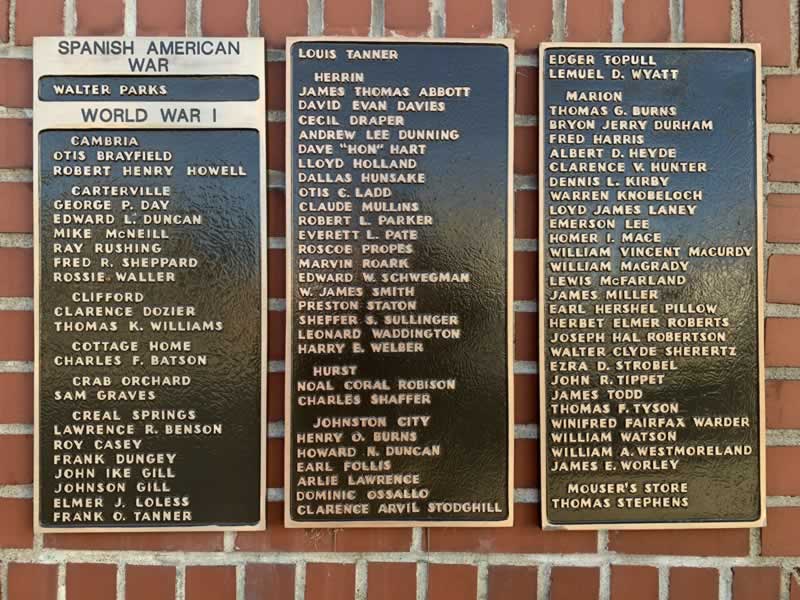 SPANISH AMERICAN
WAR
WALTER PARKS
WORLD WAR I
CAMBRIA
OTIS BRAYFIELD
ROBERT HENRY HOWELL
CARTERVILLE
GEORGE P. DAY
EDWARD L. DUNCAN
MIKE MCNEILL
RAY RUSHING
FRED R. SHEPPARD
ROSSIE WALLER
CLIFFORD
CLARENCE DOZIER
THOMAS K. WILLIAMS
COTTAGE HOME
CHARLES F. BATSON
CRAB ORCHARD
SAM GRAVES
CREAL SPRINGS
LAWRENCE R. BENSON
ROY CASEY
FRANK DUNGEY
JOHN IKE GILL
JOHNSON GILL
ELMER J. LOLESS
FRANK O. TANNER
LOUIS TANNER
HERRIN
JAMES THOMAS ABBOTT
DAVID EVAN DAVIES
CECIL DRAPER
ANDREW LEE DUNNING
DAVE "HON" HART
LLOYD HOLLAND
DALLAS HUNSAKE
OTIS C. LADD
CLAUDE MULLINS
ROBERT L. PARKER
EVERETT L. PATE
ROSCOE PROPES
MARVIN ROARK
EDWARD W. SCHWEGMAN
W. JAMES SMITH
PRESTON STATON
SHEFFER S. SULLINGER
LEONARD WADDINGTON
HARRY E. WELBER
HURST
NOAL CORAL ROBISON
CHARLES SHAFFER
JOHNSTON CITY
HENRY O. BURNS
HOWARD N. DUNCAN
EARL FOLLIS
ARLIE LAWRENCE
DOMINIC OSSALLO
CLARENCE ARVIL STODGHILL
EDGER TOPULL
LEMUEL D. WYATT
MARION
THOMAS G. BURNS
BRYON JERRY DURHAM
FRED HARRIS
ALBERT D. HEYDE
CLARENCE V. HUNTER
DENNIS L. KIRBY
WARREN KNOBELOCH
LOYD JAMES LANEY
EMERSON LEE
HOMER I. MACE
WILLIAM VINCENT MACURDY
WILLIAM MAGRADY
LEWIS MCFARLAND
JAMES MILLER
EARL HERSHEL PILLOW
HERBET ELMER ROBERTS
JOSEPH HAL ROBERTSON
WALTER CLYDE SHERERTZ
EZRA D. STROBEL
JOHN R. TIPPET
JAMES TODD
THOMAS F. TYSON
WINIFRED FAIRFAX WARDER
WILLIAM WATSON
WILLIAM A. WESTMORELAND
JAMES E. WORLEY
MOUSER'S STORE
THOMAS STEPHENS